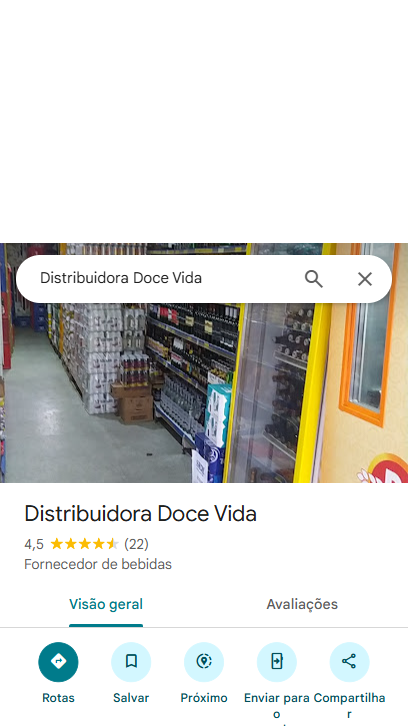 Distribuidora Doce Vida
Distribuidora Doce Vida
4,5 (22)
Fornecedor de bebidas
Visão geral Avaliações
Rotas Salvar Próximo Enviar para o Compartilhar